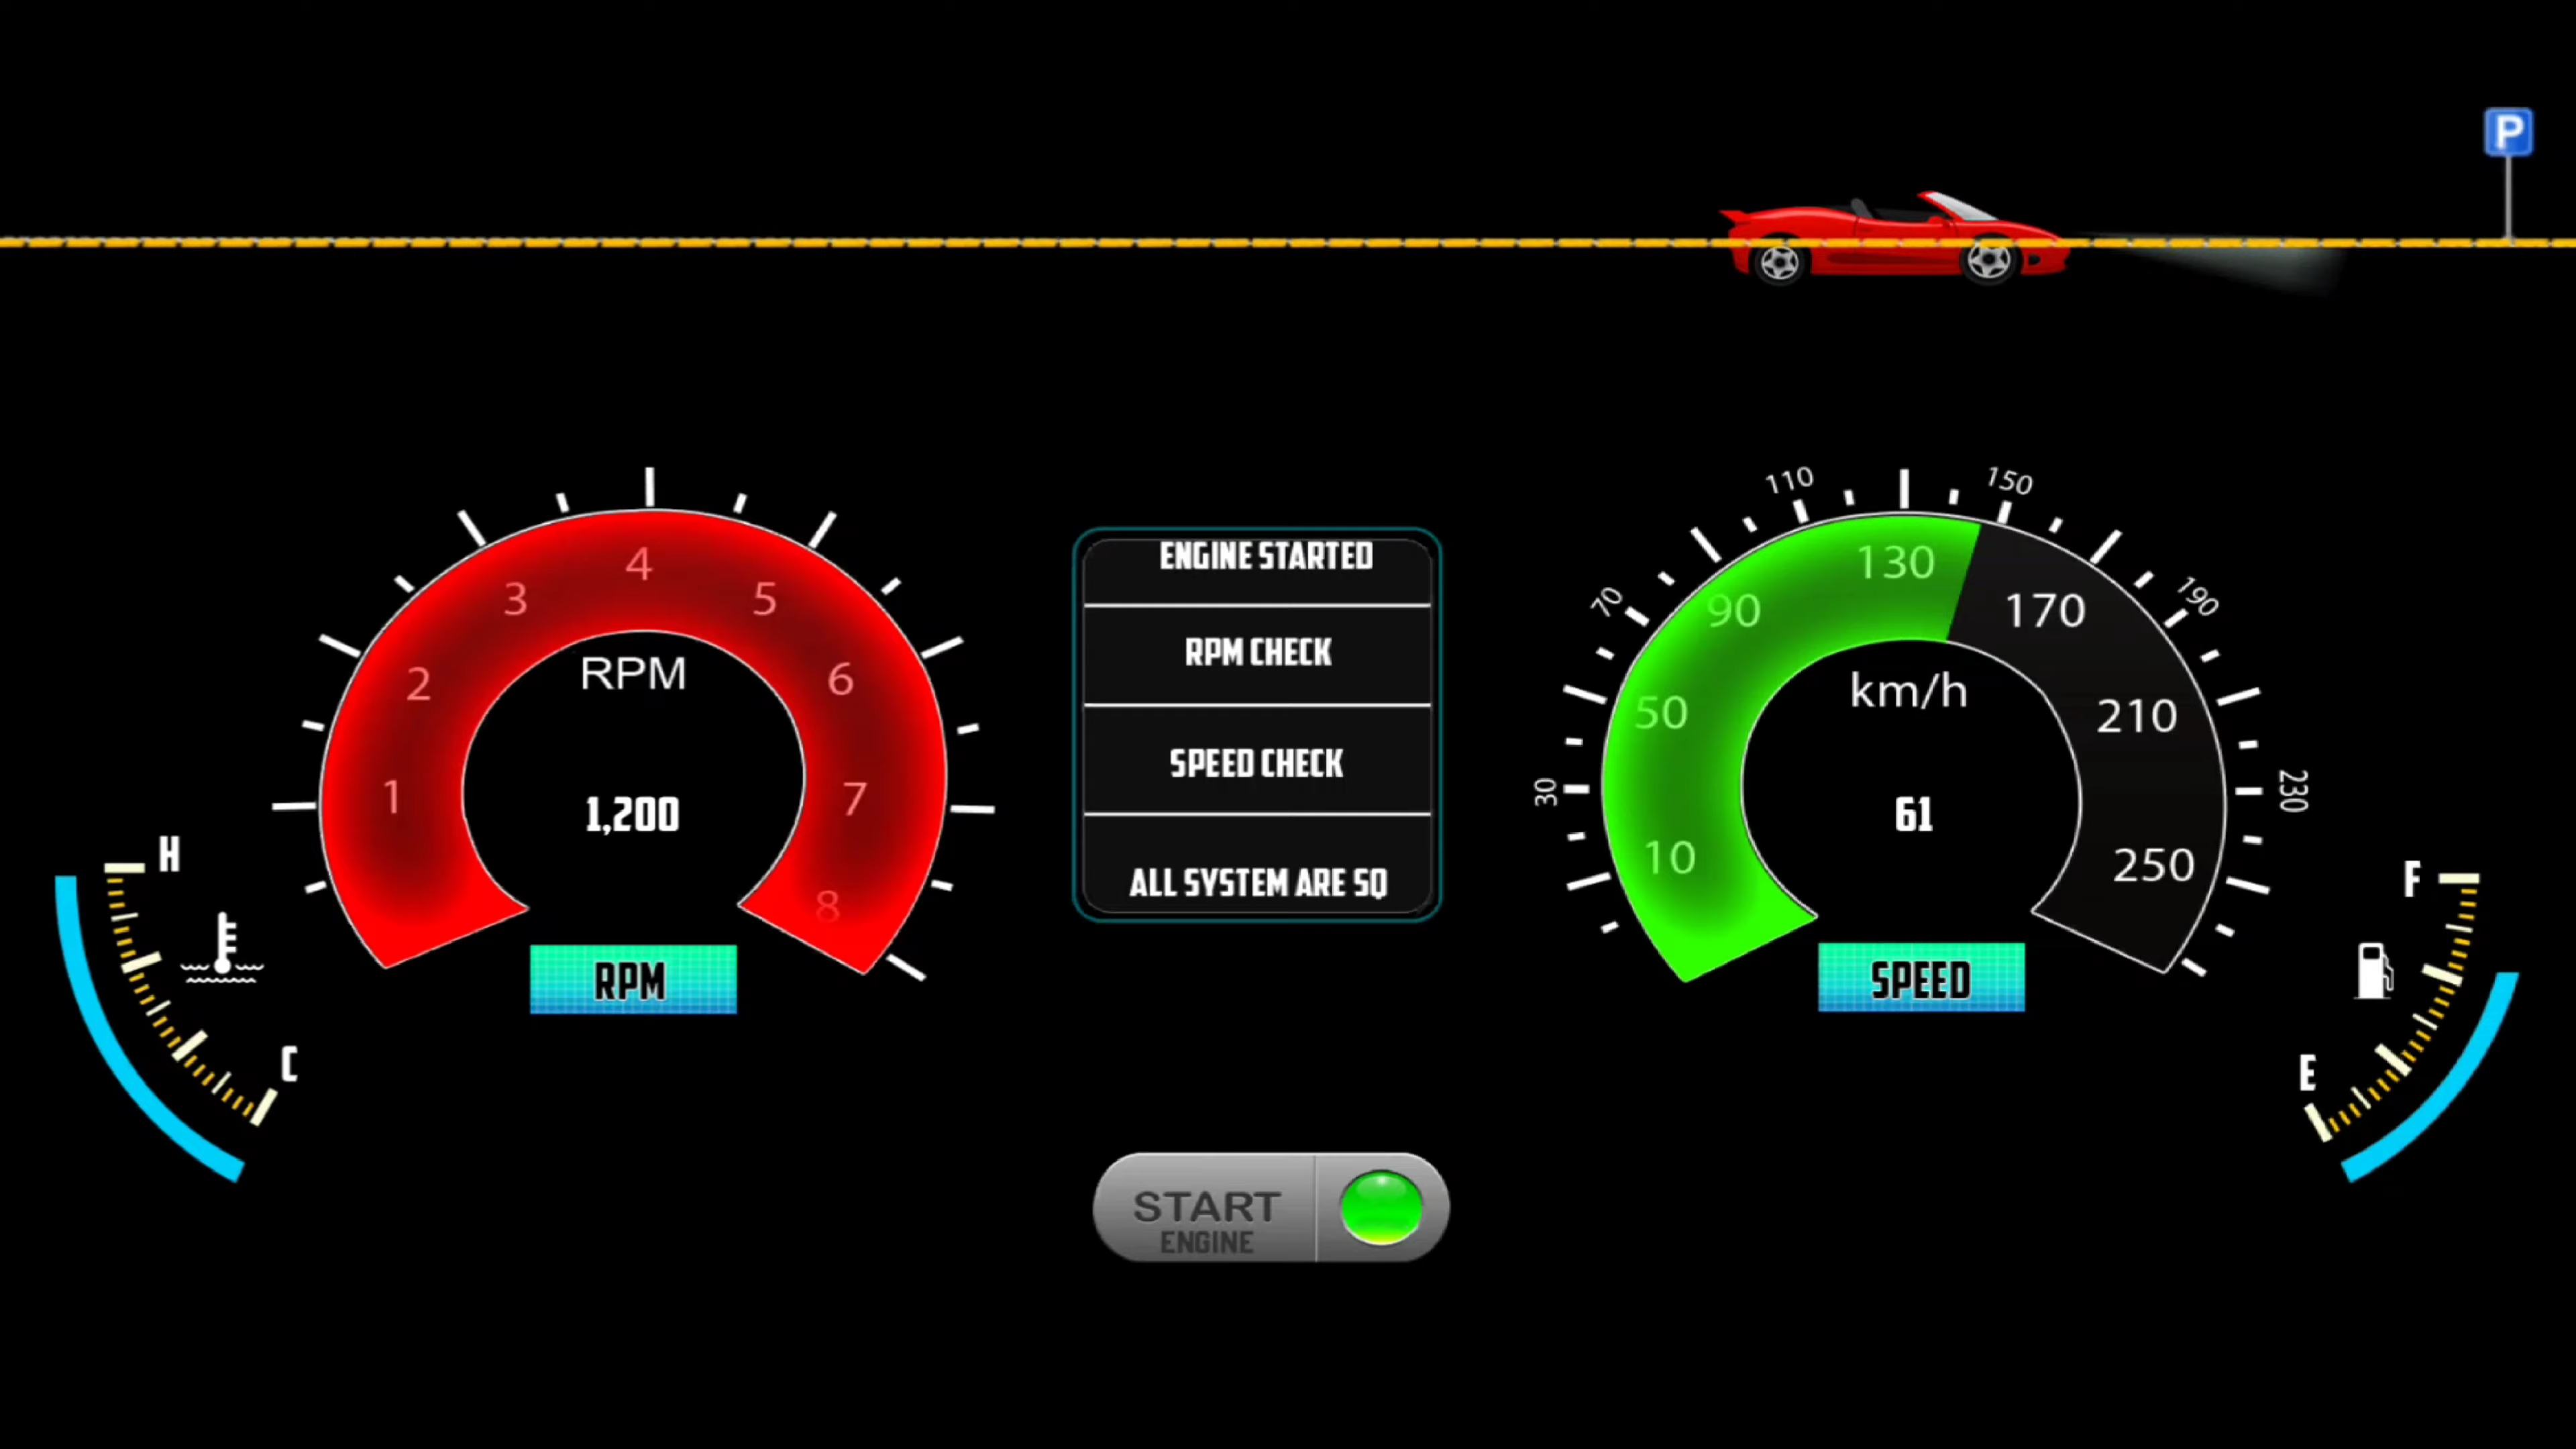 P
ENGINE STARTED
RPM CHECK
SPEED CHECK
ALL SYSTEM ARE SQ
1
2
3
4
5
6
7
8
RPM
1,200
RPM
10
30
50
70
90
110
130
150
170
190
210
230
250
km/h
61
SPEED
H
C
F
E
START
ENGINE